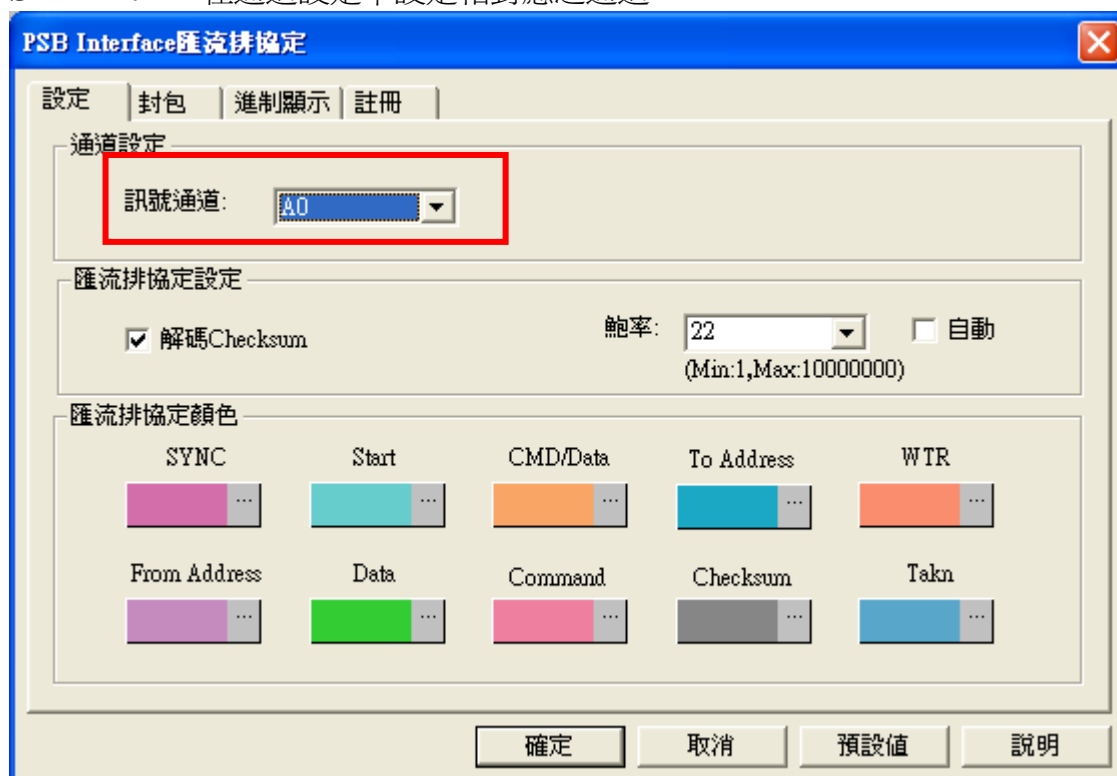 PSB Interface匯流排協定
設定 封包 進制顯示 註冊
通道設定
訊號通道: A0
匯流排協定設定
解碼Checksum 鮑率: 22 自動
(Min:1,Max:10000000)
匯流排協定顏色
SYNC Start CMD/Data To Address WTR
... ... ... ... ...
From Address Data Command Checksum Takn
... ... ... ... ...
確定 取消 預設值 說明